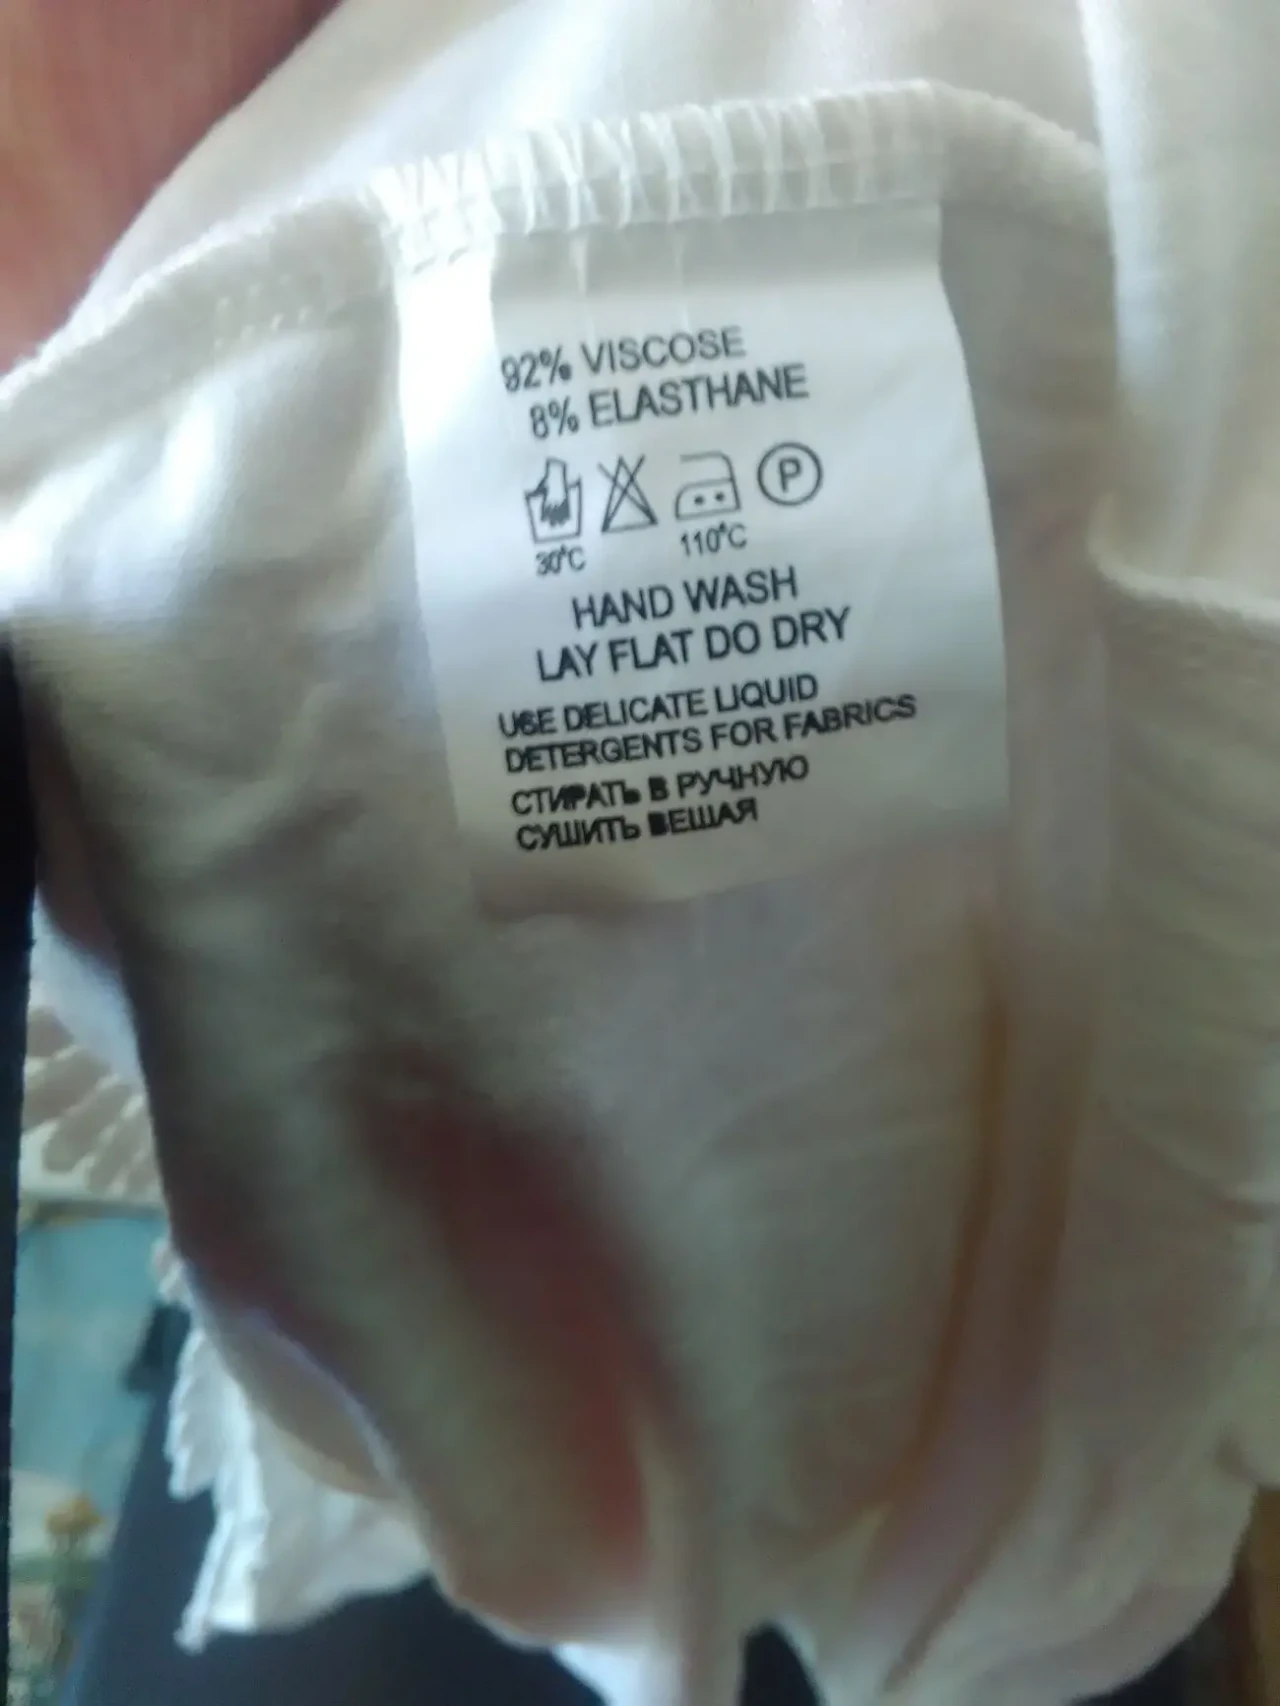 92% VISCOSE
8% ELASTHANE
P
30°C 110°C
HAND WASH
LAY FLAT DO DRY
USE DELICATE LIQUID
DETERGENTS FOR FABRICS
СТИРАТЬ В РУЧНУЮ
СУШИТЬ ВЕШАЯ